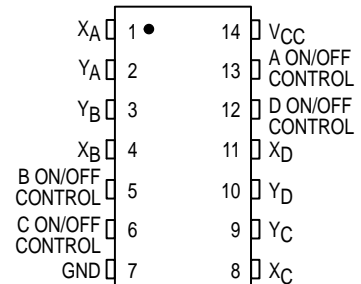 XA 1 14 VCC
YA 2 13 A ON/OFF CONTROL
YB 3 12 D ON/OFF CONTROL
XB 4 11 XD
B ON/OFF CONTROL 5 10 YD
C ON/OFF CONTROL 6 9 YC
GND 7 8 XC